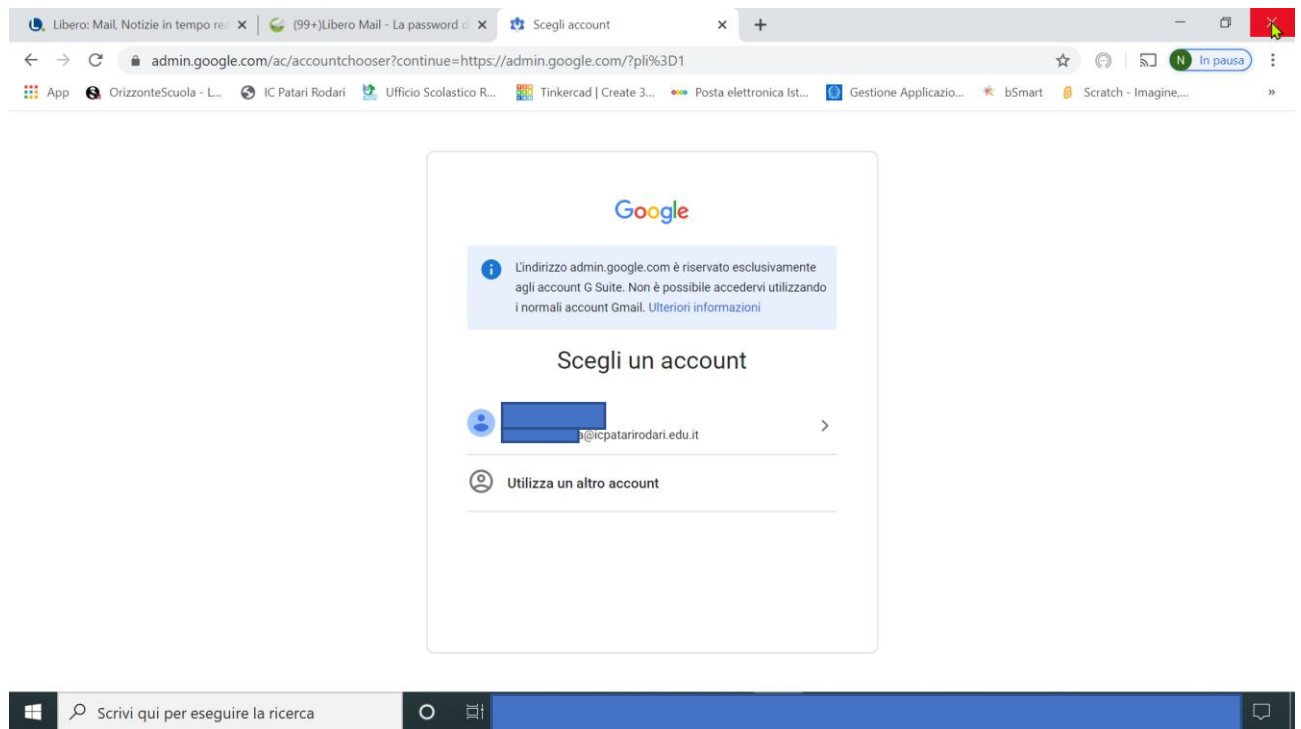 Libero: Mail, Notizie in tempo rea
(99+)Libero Mail - La password d
Scegli account
admin.google.com/ac/accountchooser?continue=https://admin.google.com/?pli%3D1
N In pausa
App
OrizzonteScuola - L...
IC Patari Rodari
Ufficio Scolastico R...
Tinkercad | Create 3...
Posta elettronica Ist...
Gestione Applicazio...
bSmart
Scratch - Imagine,...
»
Google
L'indirizzo admin.google.com è riservato esclusivamente
agli account G Suite. Non è possibile accedervi utilizzando
i normali account Gmail. Ulteriori informazioni
Scegli un account
a@icpatarirodari.edu.it
Utilizza un altro account
Scrivi qui per eseguire la ricerca